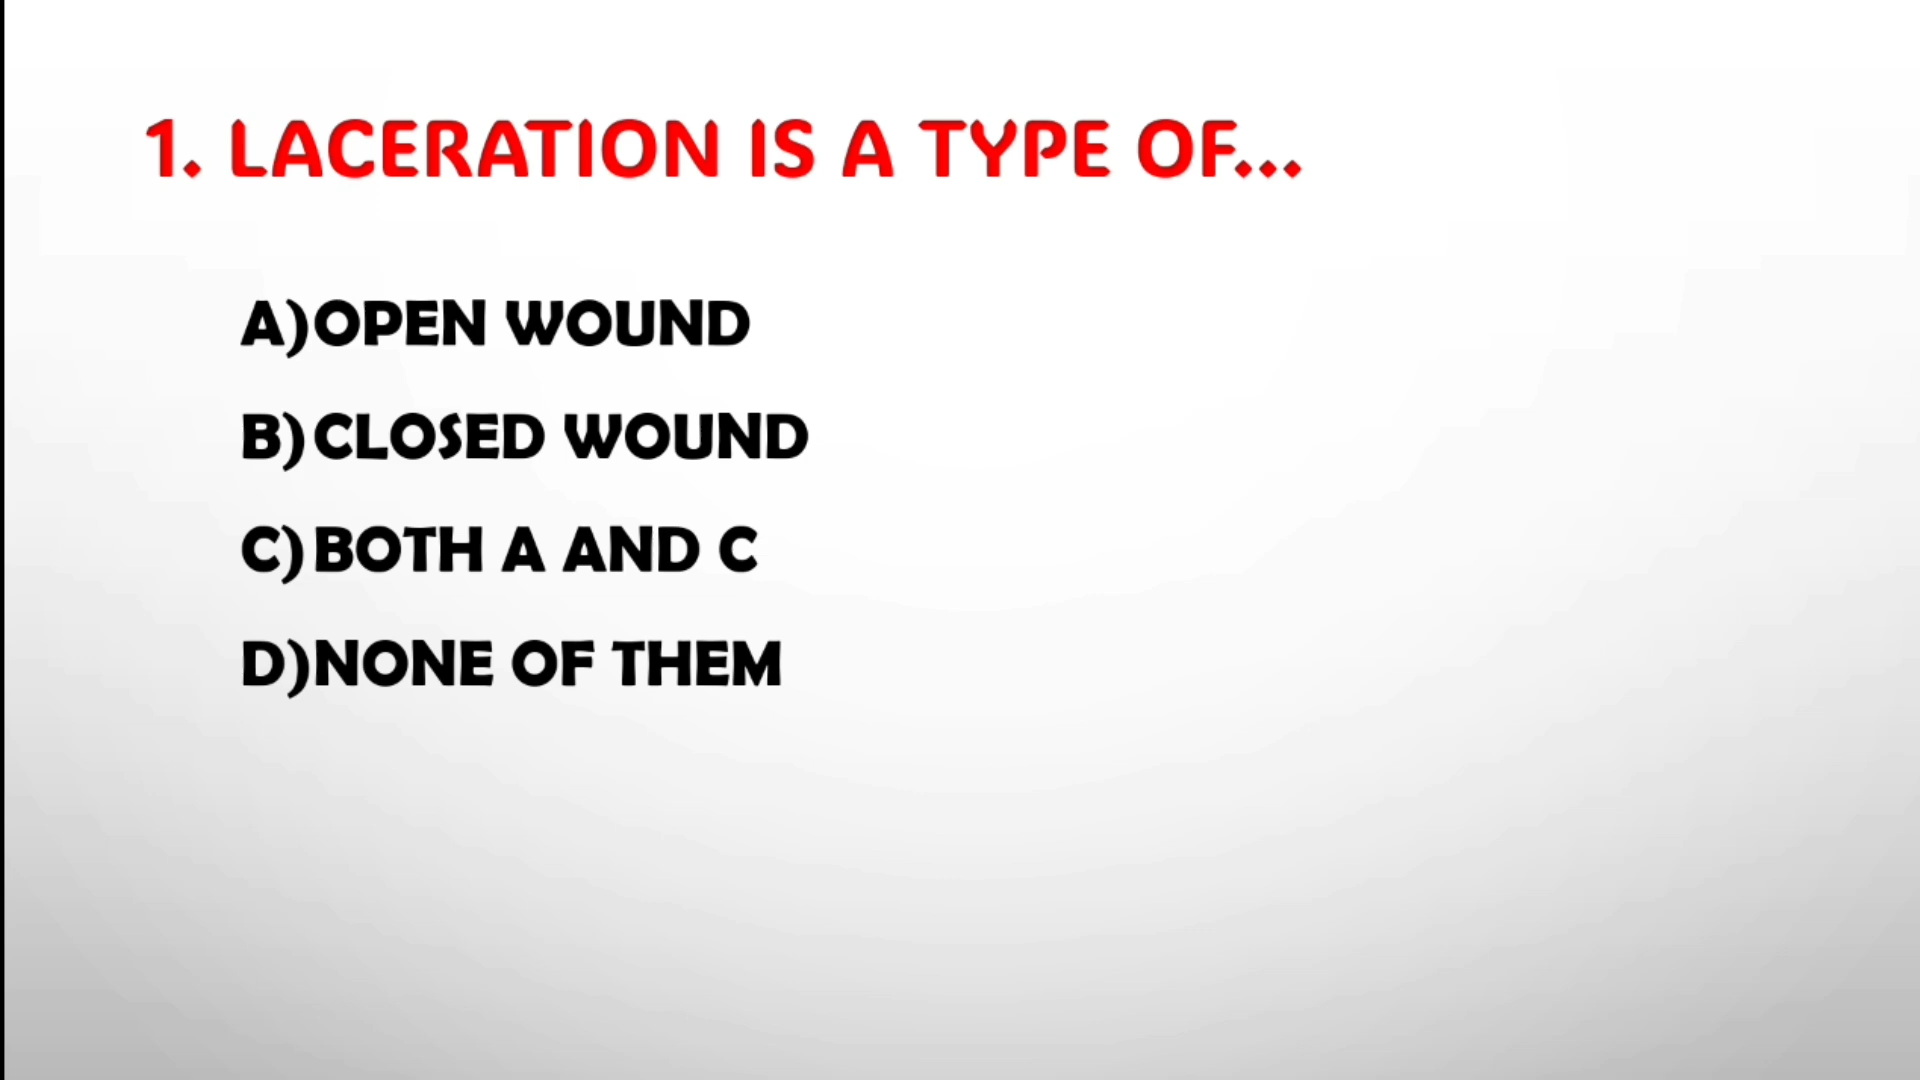 1. LACERATION IS A TYPE OF...
A) OPEN WOUND
B) CLOSED WOUND
C) BOTH A AND C
D) NONE OF THEM